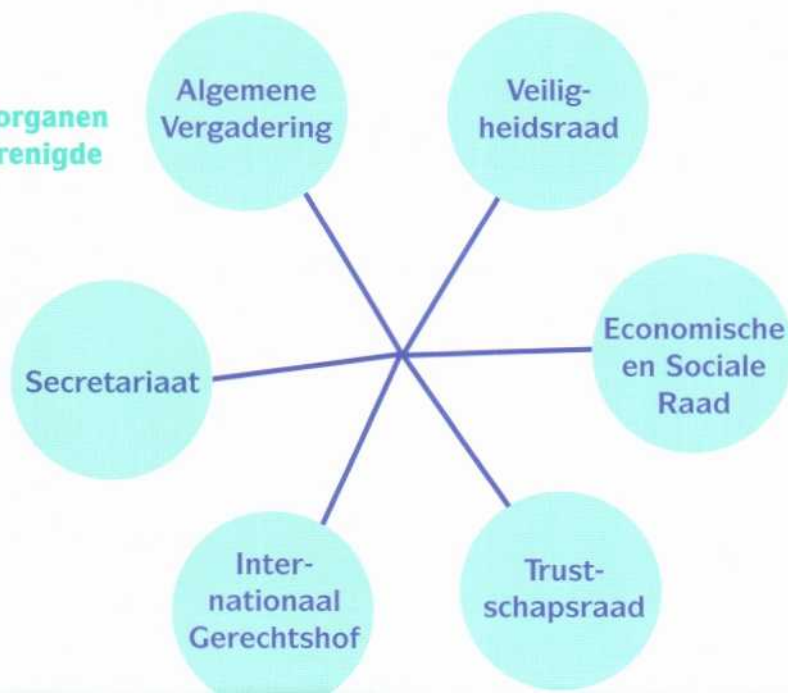 organen
renigde
Algemene
Vergadering
Veilig-
heidsraad
Economische
en Sociale
Raad
Trust-
schapsraad
Inter-
nationaal
Gerechtshof
Secretariaat